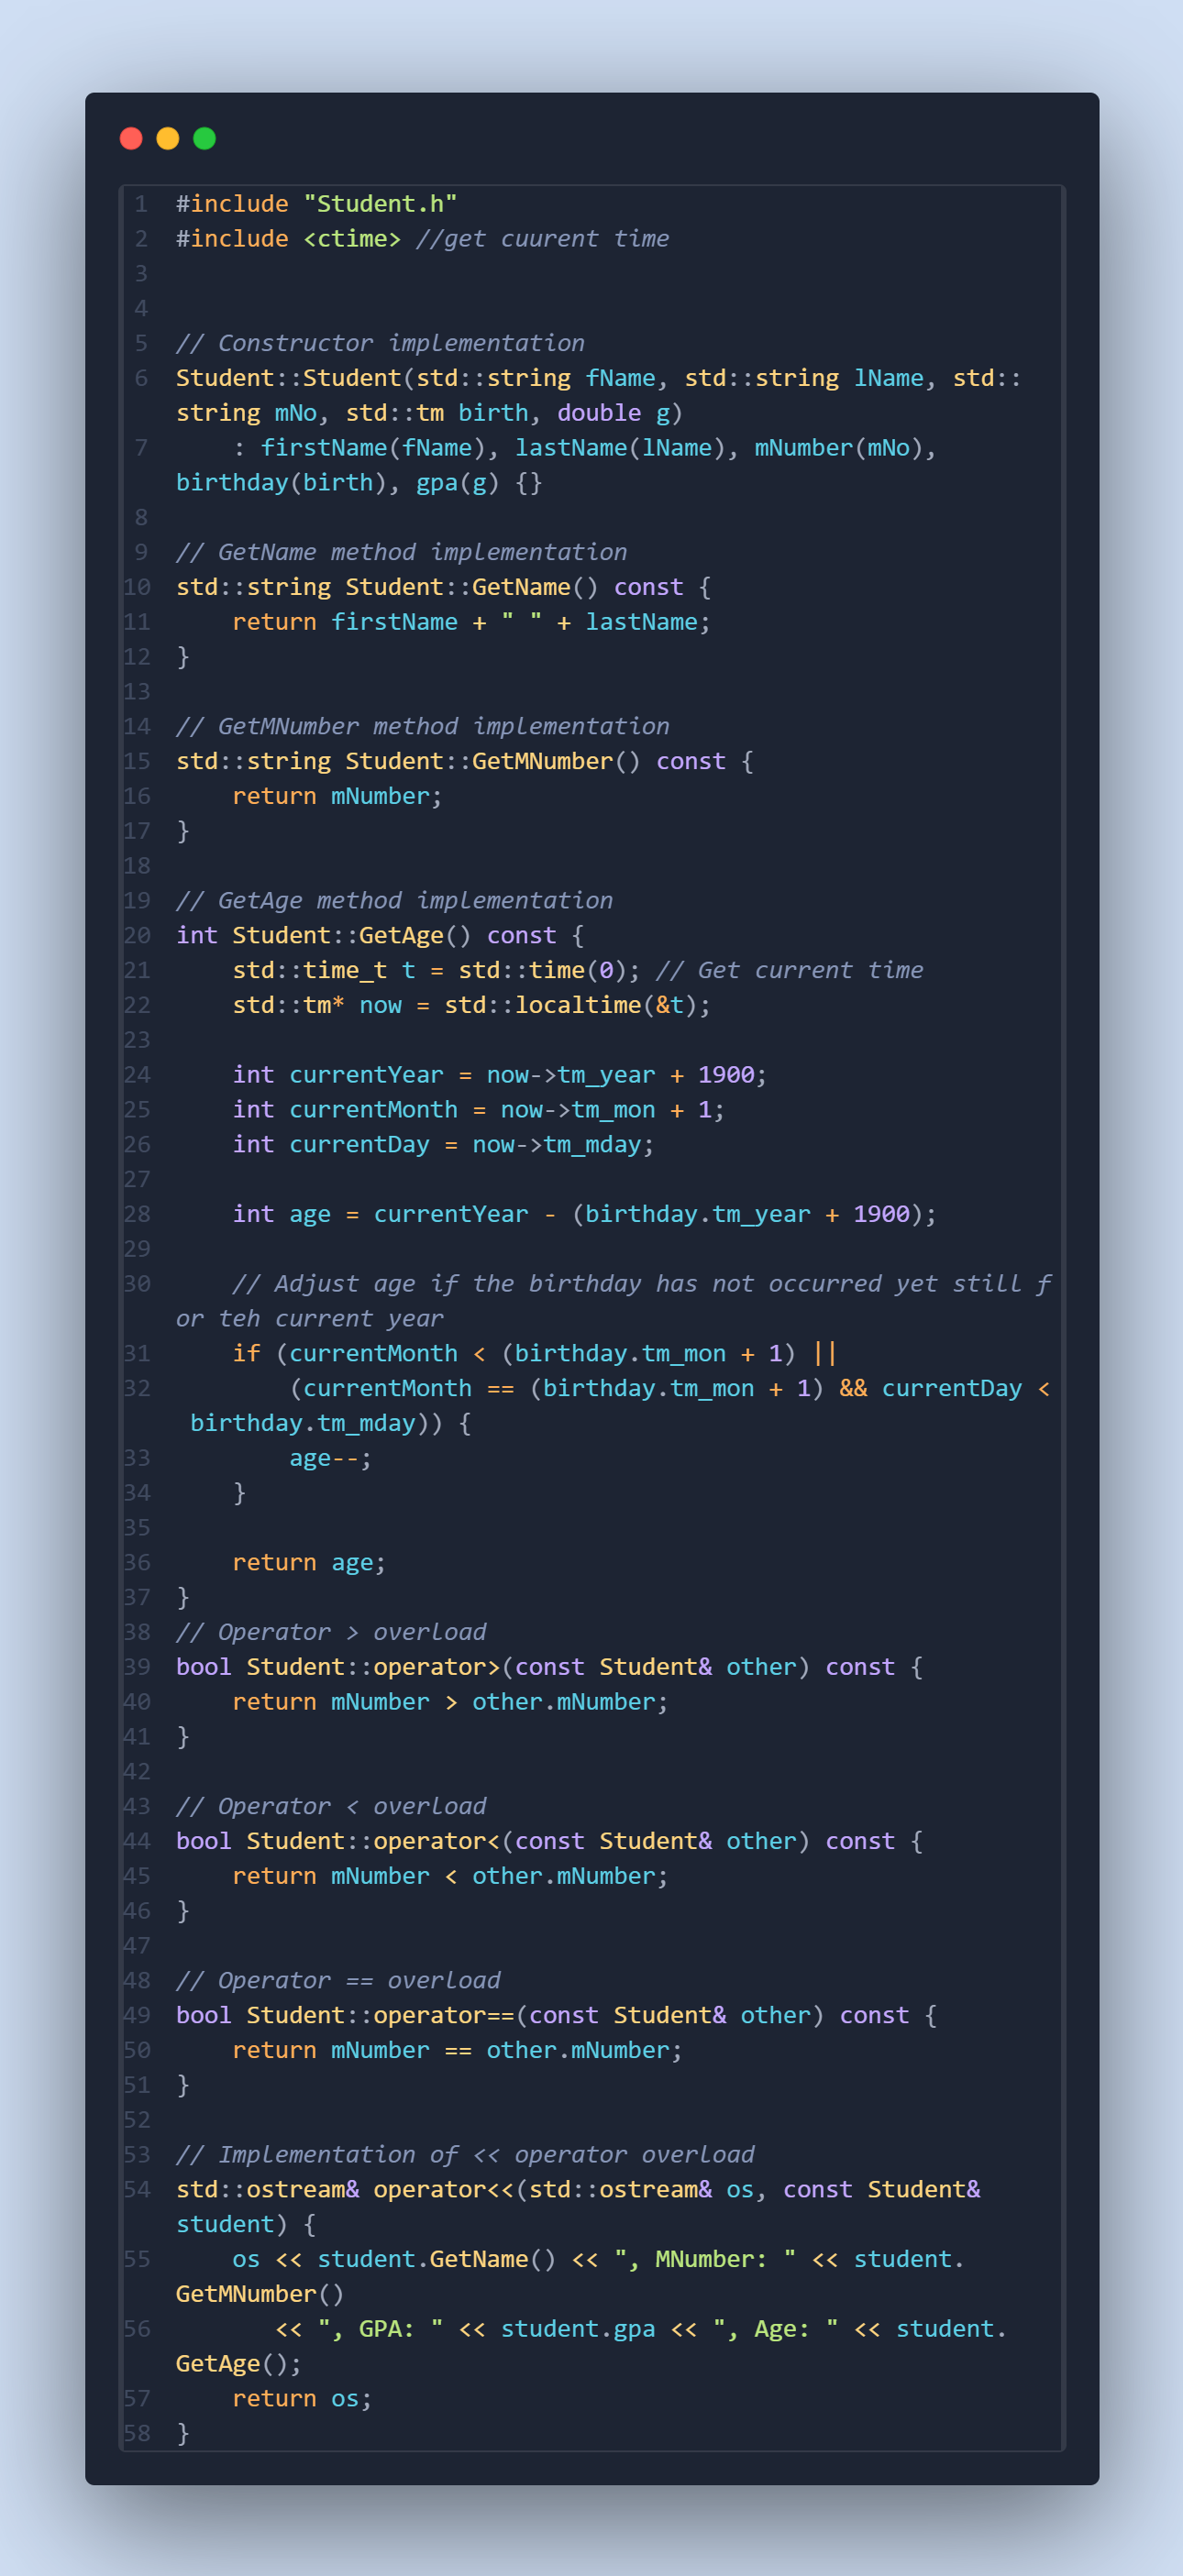 1 #include "Student.h"
2 #include <ctime> //get cuurent time
3
4
5 // Constructor implementation
6 Student::Student(std::string fName, std::string lName, std::
string mNo, std::tm birth, double g)
7     : firstName(fName), lastName(lName), mNumber(mNo),
birthday(birth), gpa(g) {}
8
9 // GetName method implementation
10 std::string Student::GetName() const {
11     return firstName + " " + lastName;
12 }
13
14 // GetMNumber method implementation
15 std::string Student::GetMNumber() const {
16     return mNumber;
17 }
18
19 // GetAge method implementation
20 int Student::GetAge() const {
21     std::time_t t = std::time(0); // Get current time
22     std::tm* now = std::localtime(&t);
23
24     int currentYear = now->tm_year + 1900;
25     int currentMonth = now->tm_mon + 1;
26     int currentDay = now->tm_mday;
27
28     int age = currentYear - (birthday.tm_year + 1900);
29
30     // Adjust age if the birthday has not occurred yet still f
or teh current year
31     if (currentMonth < (birthday.tm_mon + 1) ||
32         (currentMonth == (birthday.tm_mon + 1) && currentDay <
 birthday.tm_mday)) {
33         age--;
34     }
35
36     return age;
37 }
38 // Operator > overload
39 bool Student::operator>(const Student& other) const {
40     return mNumber > other.mNumber;
41 }
42
43 // Operator < overload
44 bool Student::operator<(const Student& other) const {
45     return mNumber < other.mNumber;
46 }
47
48 // Operator == overload
49 bool Student::operator==(const Student& other) const {
50     return mNumber == other.mNumber;
51 }
52
53 // Implementation of << operator overload
54 std::ostream& operator<<(std::ostream& os, const Student&
student) {
55     os << student.GetName() << ", MNumber: " << student.
GetMNumber()
56        << ", GPA: " << student.gpa << ", Age: " << student.
GetAge();
57     return os;
58 }